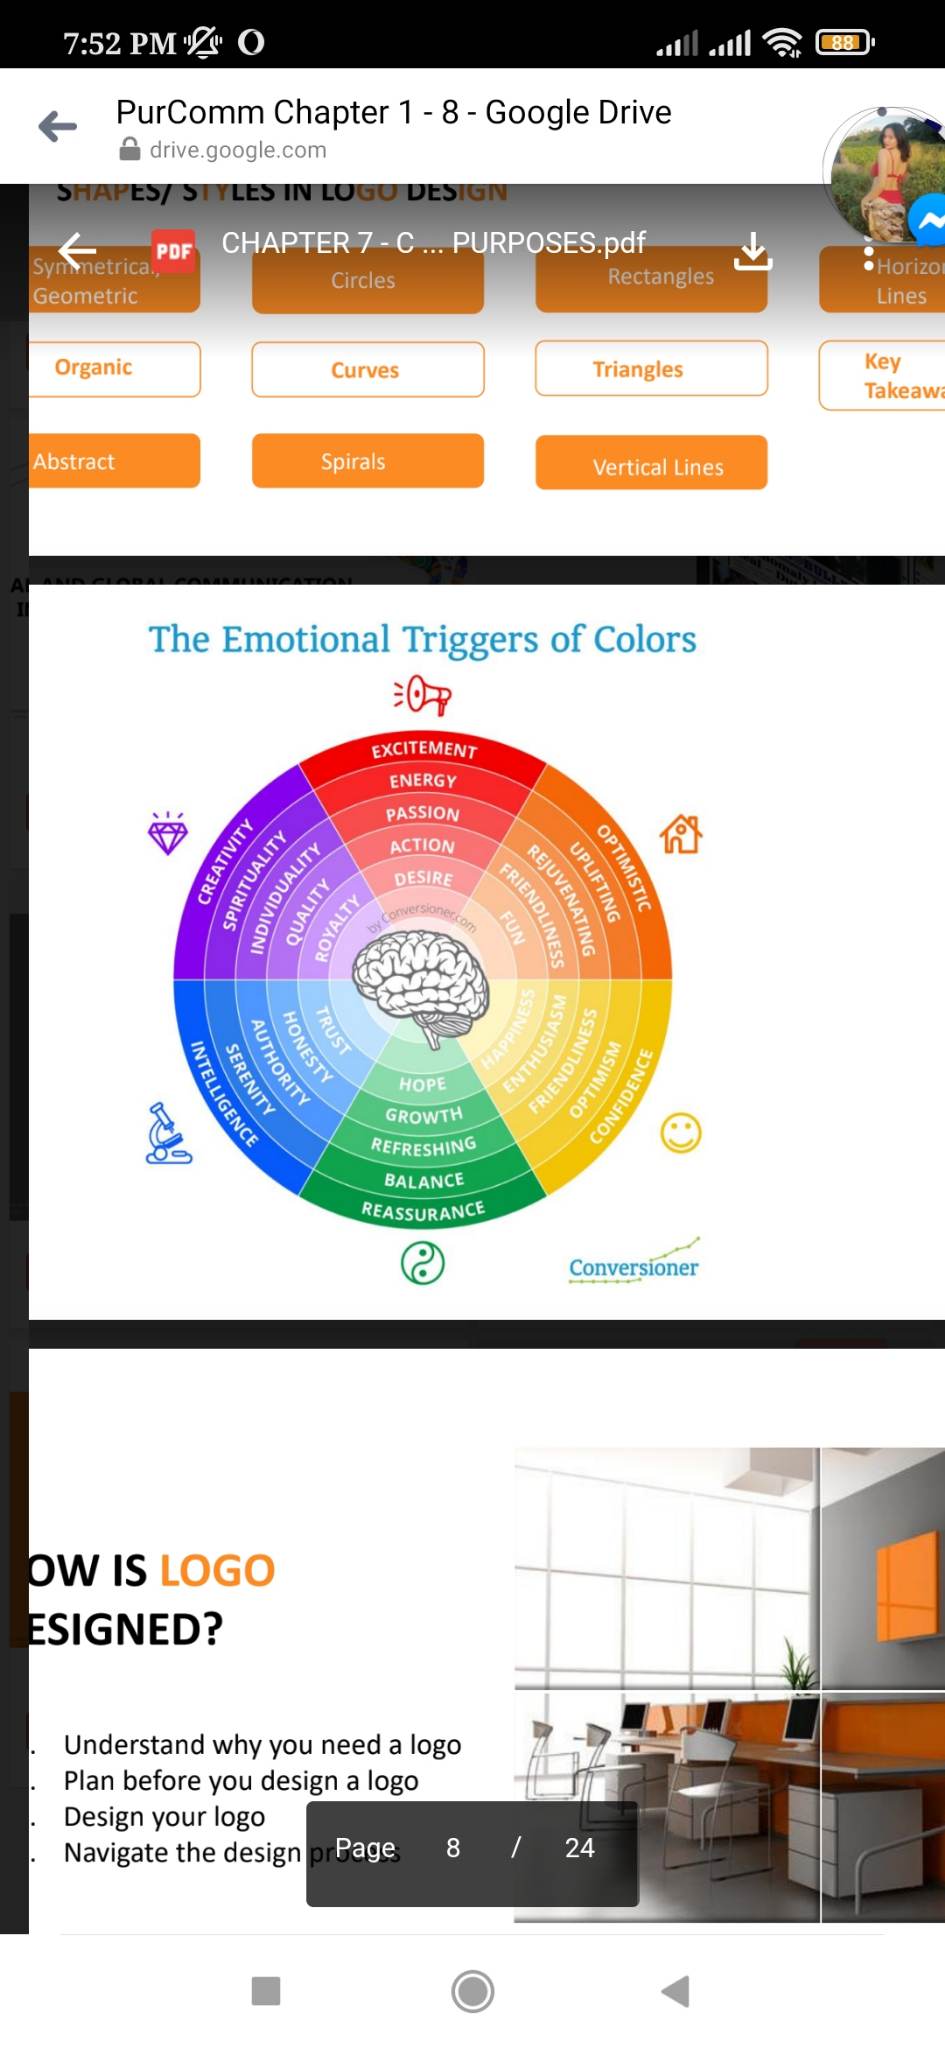 7:52 PM
88
PurComm Chapter 1 - 8 - Google Drive
drive.google.com
SHAPES/ STYLES IN LOGO DESIGN
PDF CHAPTER 7 - C ... PURPOSES.pdf
Symmetrical,
Geometric
Circles
Rectangles
Horizon
Lines
Organic
Curves
Triangles
Key
Takeawa
Abstract
Spirals
Vertical Lines
AND GLOBAL COMMUNICATION
The Emotional Triggers of Colors
EXCITEMENT
ENERGY
PASSION
ACTION
DESIRE
by Conversioner.com
OPTIMISTIC
UPLIFTING
REJUVENATING
FRIENDLINESS
FUN
CONFIDENCE
OPTIMISM
FRIENDLINESS
ENTHUSIASM
HAPPINESS
HOPE
GROWTH
REFRESHING
BALANCE
REASSURANCE
INTELLIGENCE
SERENITY
AUTHORITY
HONESTY
TRUST
CREATIVITY
SPIRITUALITY
INDIVIDUALITY
QUALITY
ROYALTY
Conversioner
OW IS LOGO
ESIGNED?
. Understand why you need a logo
. Plan before you design a logo
. Design your logo
. Navigate the design process
Page 8 / 24